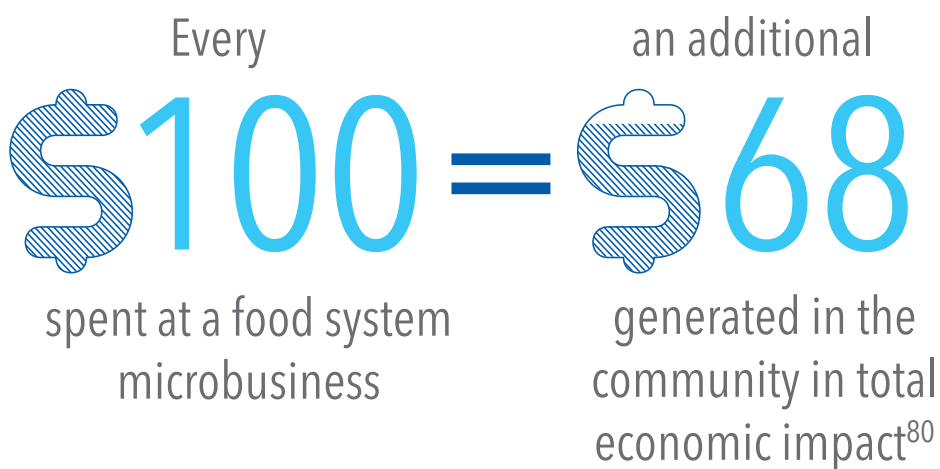 Every
$100
spent at a food system
microbusiness
=
an additional
$68
generated in the
community in total
economic impact80